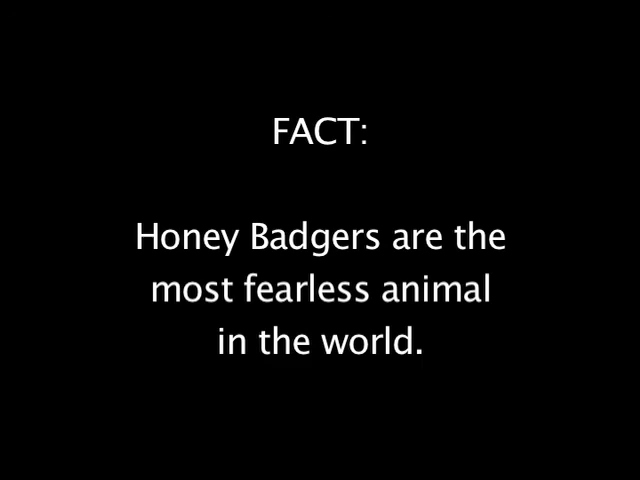 FACT:
Honey Badgers are the
most fearless animal
in the world.